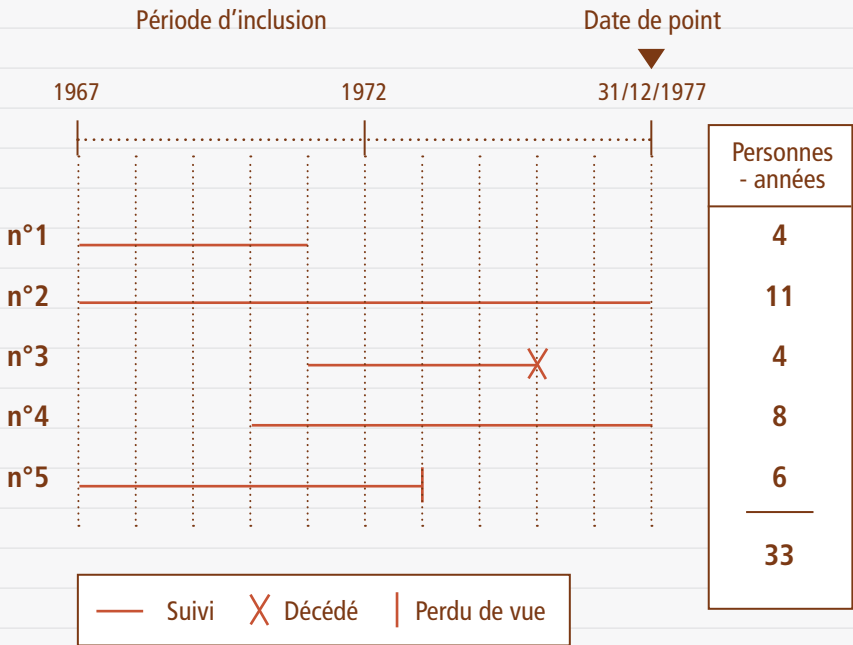 Période d'inclusion
Date de point
1967
1972
31/12/1977
Personnes
- années
n°1
4
n°2
11
n°3
4
n°4
8
n°5
6
33
Suivi
Décédé
Perdu de vue